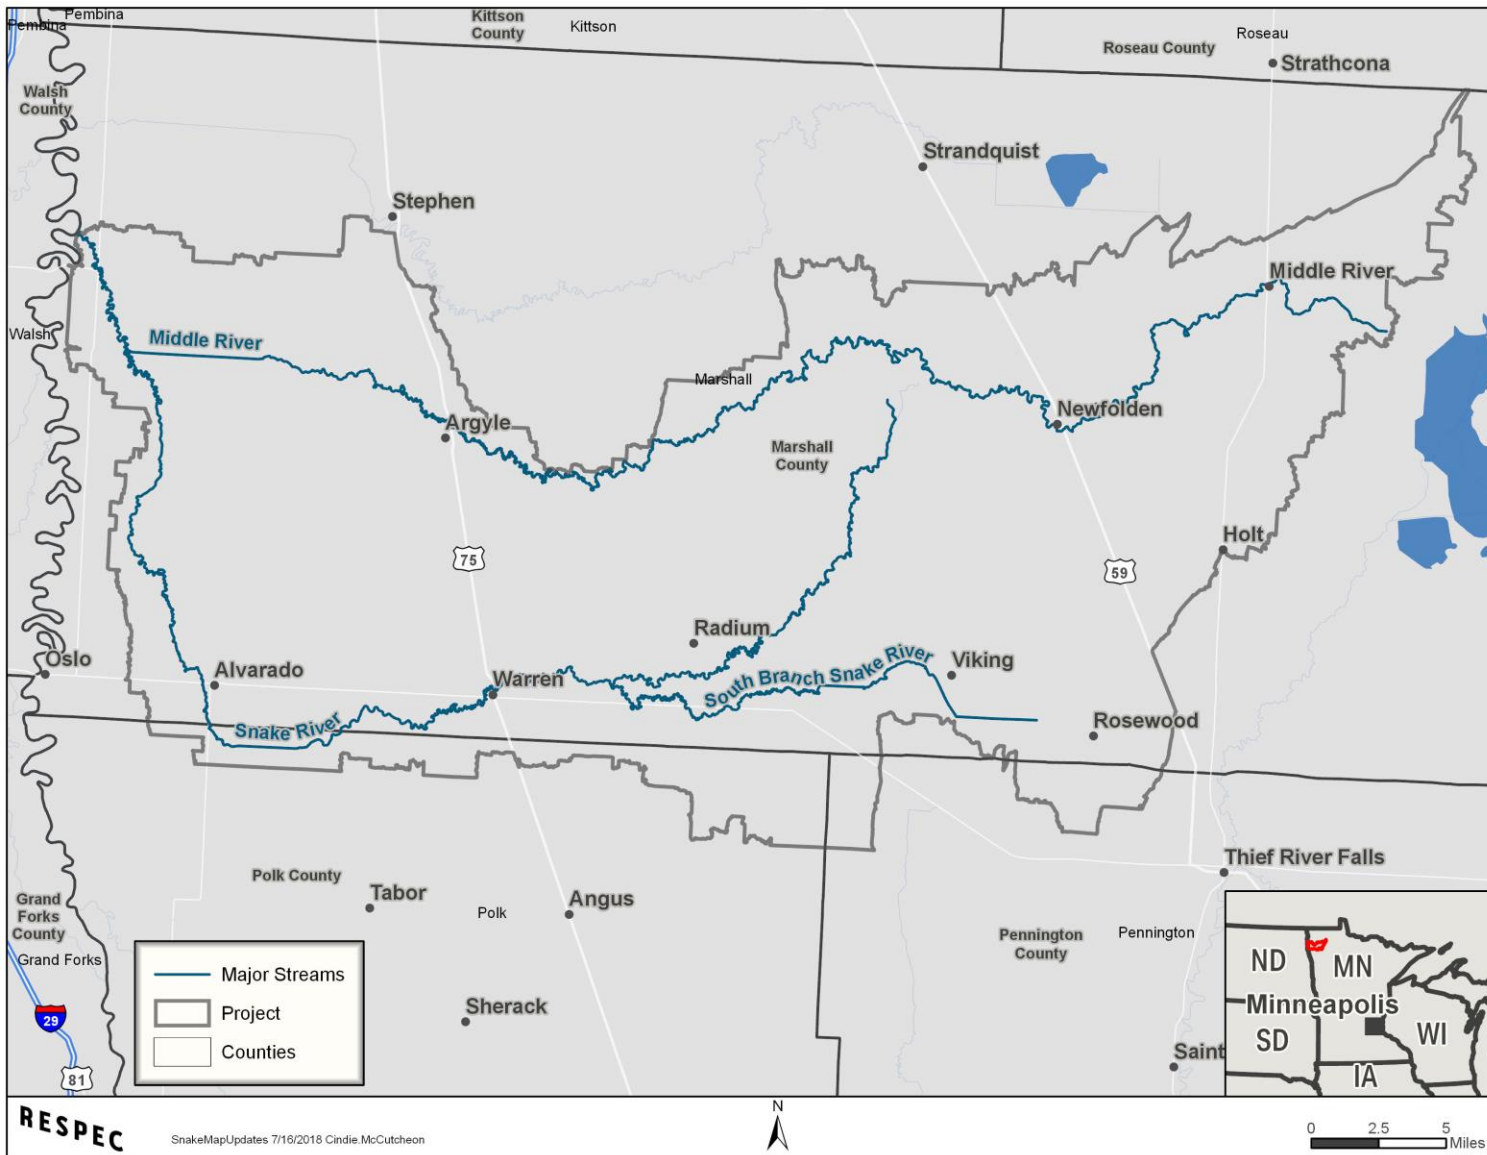 Pembina
Pembina
Kittson
County
Kittson
Roseau County
Roseau
Strathcona
Walsh
County
Strandquist
Stephen
Middle River
Middle River
Walsh
Marshall
Argyle
Newfolden
Marshall
County
75
59
Holt
Radium
Oslo
Alvarado
Warren
South Branch Snake River
Viking
Snake River
Rosewood
Thief River Falls
Polk County
Tabor
Polk
Angus
Grand
Forks
County
Grand Forks
Pennington
County
Pennington
Sherack
29
81
Saint
Major Streams
Project
Counties
ND
MN
Minneapolis
SD
WI
IA
RESPEC
SnakeMapUpdates 7/16/2018 Cindie.McCutcheon
N
0 2.5 5
Miles